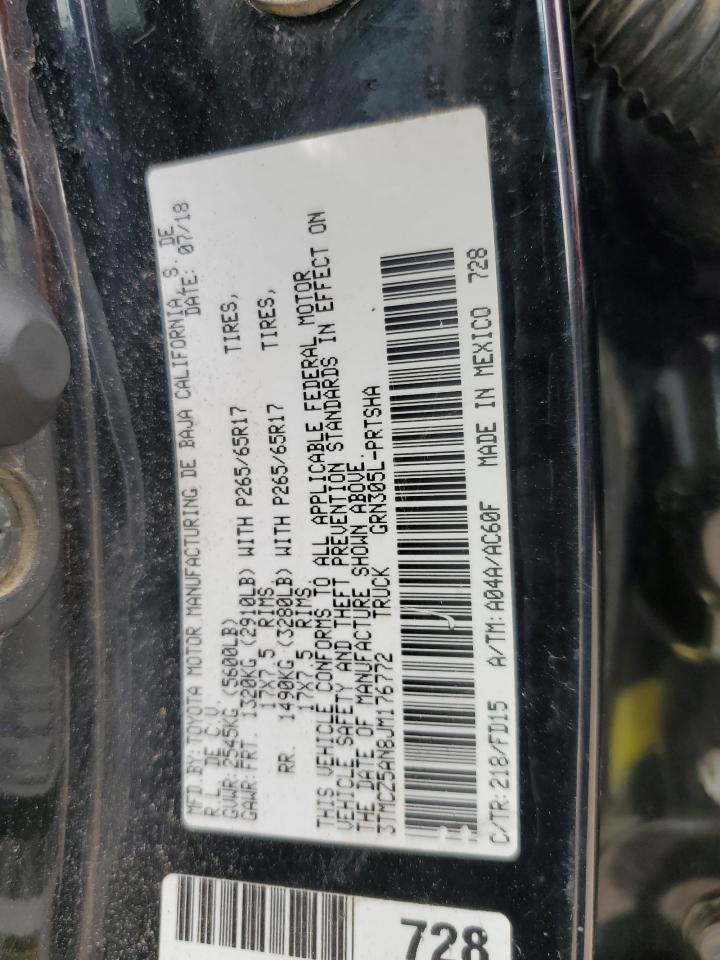 MFD BY: TOYOTA MOTOR MANUFACTURING DE BAJA CALIFORNIA, S. DE
R.L. DE C.V. DATE: 07/18
GVWR: 2545KG (5600LB)
GAWR: FRT. 1320KG (2910LB) WITH P265/65R17 TIRES,
17X7.5 RIMS.
RR. 1490KG (3280LB) WITH P265/65R17 TIRES,
17X7.5 RIMS.
THIS VEHICLE CONFORMS TO ALL APPLICABLE FEDERAL MOTOR
VEHICLE SAFETY AND THEFT PREVENTION STANDARDS IN EFFECT ON
THE DATE OF MANUFACTURE SHOWN ABOVE.
3TMCZ5AN8JM176772 TRUCK GRN305L-PRTSHA
C/TR:218/FD15 A/TM:A04A/AC60F MADE IN MEXICO 728
728